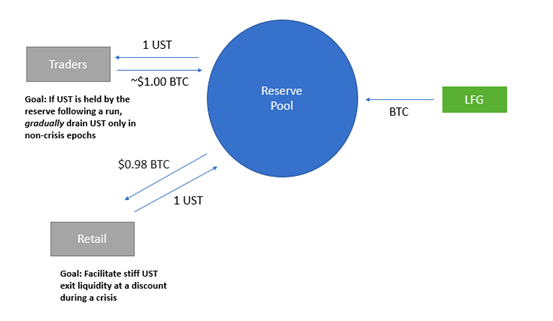 1 UST
Traders
~$1.00 BTC
Goal: If UST is held by the
reserve following a run,
gradually drain UST only in
non-crisis epochs
Reserve
Pool
LFG
BTC
$0.98 BTC
1 UST
Retail
Goal: Facilitate stiff UST
exit liquidity at a discount
during a crisis